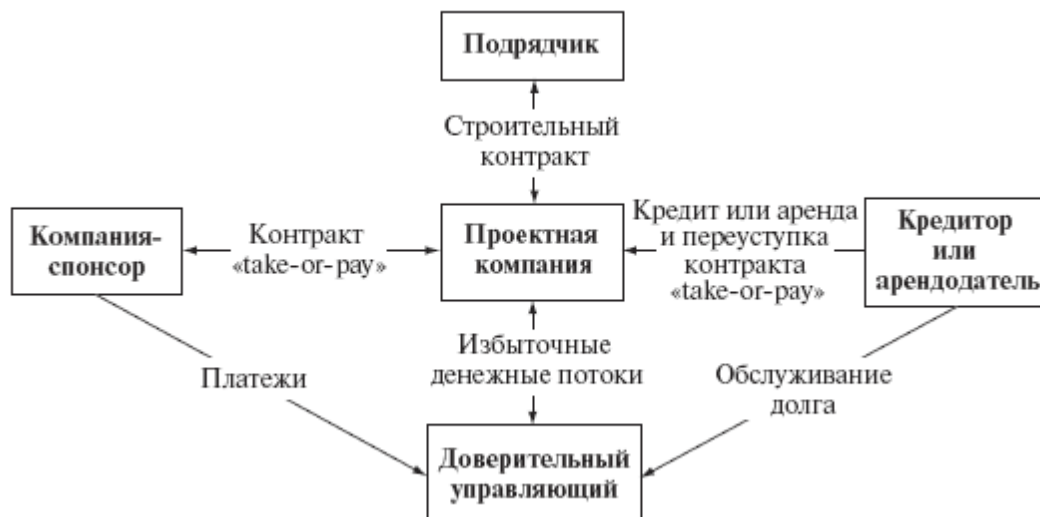 Подрядчик
Строительный
контракт
Компания-
спонсор
Контракт
«take-or-pay»
Проектная
компания
Кредит или аренда
и переуступка
контракта
«take-or-pay»
Кредитор
или
арендодатель
Платежи
Избыточные
денежные потоки
Обслуживание
долга
Доверительный
управляющий